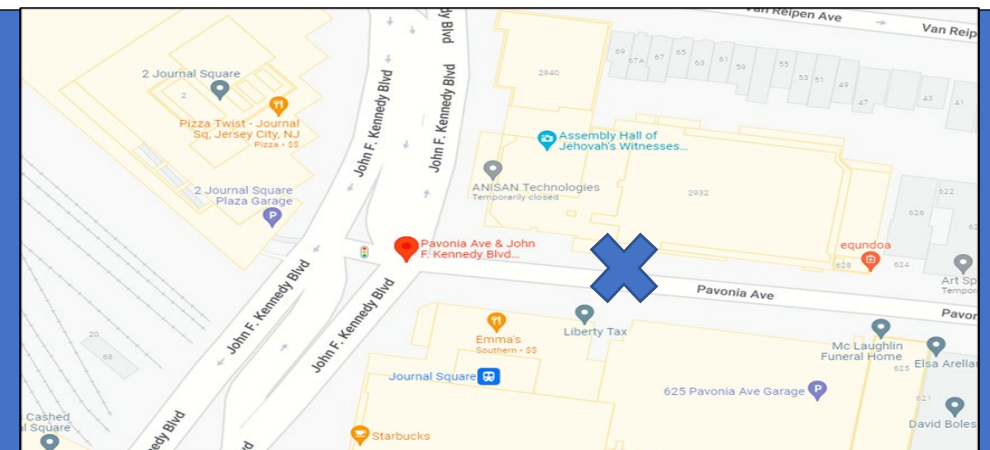 Van Reipen Ave
Van Reip
dy Blvd
John F. Kennedy Blvd
John F. Kennedy Blvd
2 Journal Square
2
Pizza Twist - Journal
Sq, Jersey City, NJ
Pizza • $$
2940
69
67A
67
65
63
61
59
55
53
51
49
47
43
41
Assembly Hall of
Jehovah's Witnesses...
ANISAN Technologies
Temporarily closed
2 Journal Square
Plaza Garage
P
2932
622
626
62
Pavonia Ave & John
F. Kennedy Blvd...
equndoa
628
624
Art Sp
Tempor
John F. Kennedy Blvd
John F. Kennedy Blvd
Pavonia Ave
Pavon
Emma's
Southern • $$
Liberty Tax
Mc Laughlin
Funeral Home
625
Elsa Arellan
20
68
Journal Square
625 Pavonia Ave Garage
P
621
David Boles
Cashed
al Square
nedy Blvd
vd
Starbucks